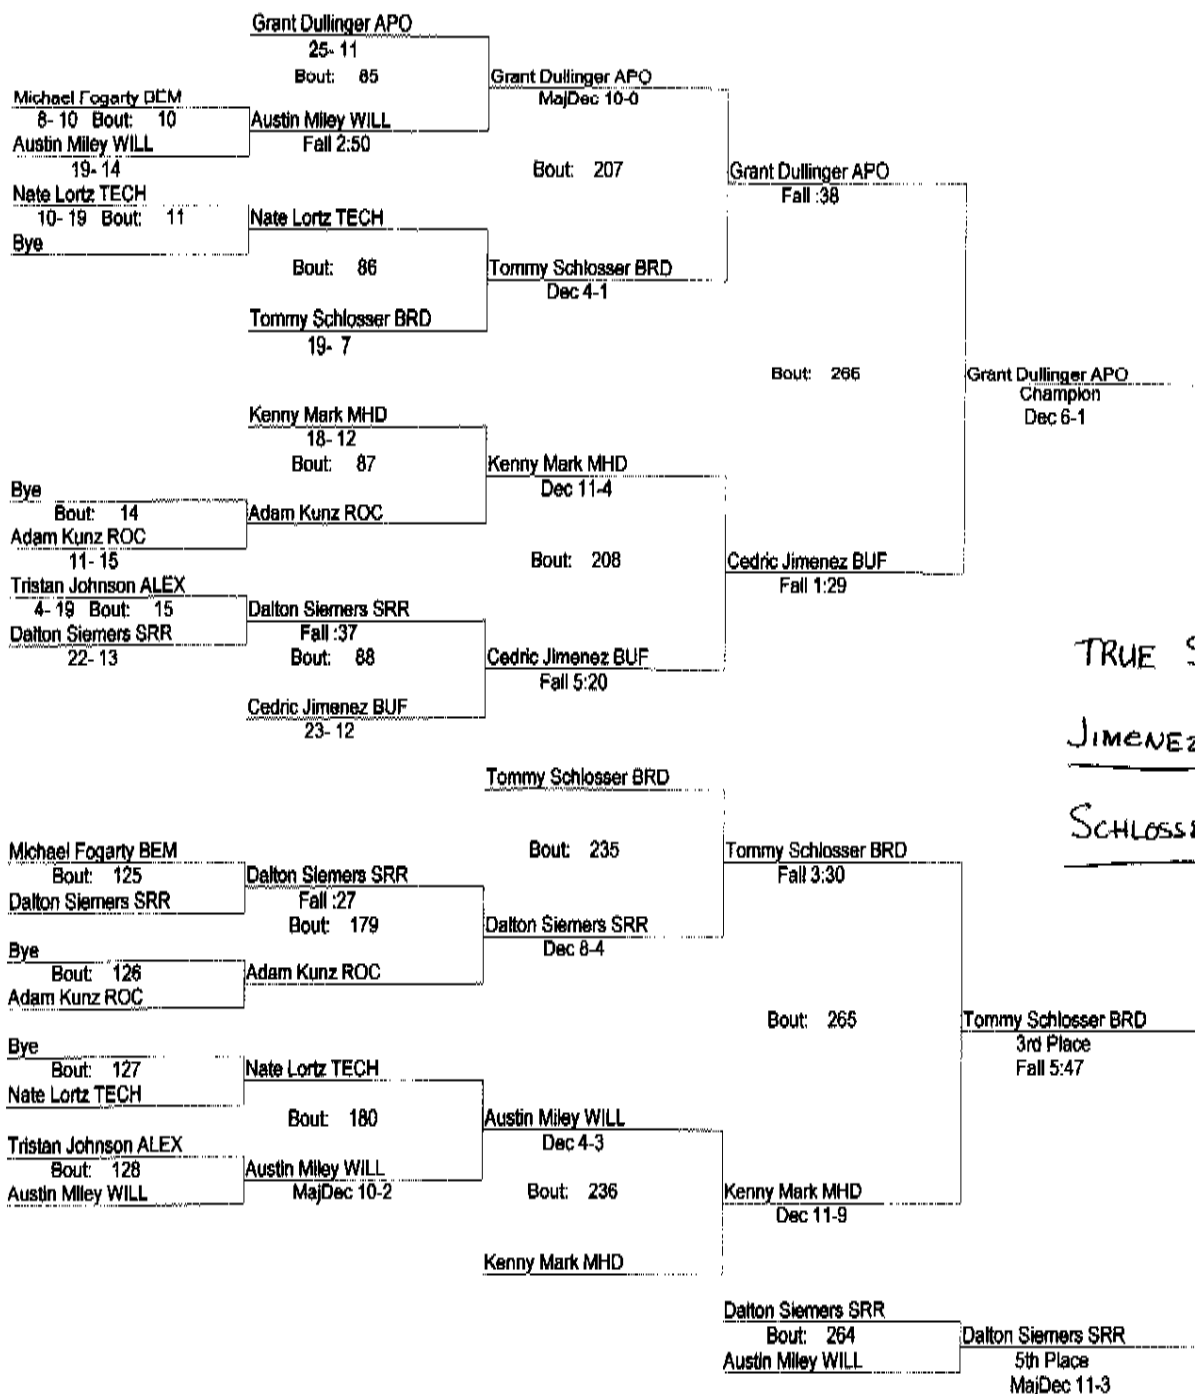 Grant Dullinger APO
25- 11
Bout: 85
Grant Dullinger APO
MajDec 10-0
Michael Fogarty BEM
8- 10 Bout: 10
Austin Miley WILL
Fall 2:50
Austin Miley WILL
19- 14
Bout: 207
Grant Dullinger APO
Fall :38
Nate Lortz TECH
10- 19 Bout: 11
Nate Lortz TECH
Bye
Bout: 86
Tommy Schlosser BRD
Dec 4-1
Tommy Schlosser BRD
19- 7
Bout: 266
Grant Dullinger APO
Champion
Dec 6-1
Kenny Mark MHD
18- 12
Bout: 87
Kenny Mark MHD
Dec 11-4
Bye
Bout: 14
Adam Kunz ROC
Adam Kunz ROC
11- 15
Bout: 208
Cedric Jimenez BUF
Fall 1:29
Tristan Johnson ALEX
4- 19 Bout: 15
Dalton Siemers SRR
Fall :37
Dalton Siemers SRR
22- 13
Bout: 88
Cedric Jimenez BUF
Fall 5:20
Cedric Jimenez BUF
23- 12
TRUE S
JIMENEZ
SCHLOSSE
Tommy Schlosser BRD
Bout: 235
Tommy Schlosser BRD
Fall 3:30
Michael Fogarty BEM
Bout: 125
Dalton Siemers SRR
Dalton Siemers SRR
Fall :27
Bout: 179
Dalton Siemers SRR
Dec 8-4
Bye
Bout: 126
Adam Kunz ROC
Adam Kunz ROC
Bout: 265
Tommy Schlosser BRD
3rd Place
Fall 5:47
Bye
Bout: 127
Nate Lortz TECH
Nate Lortz TECH
Bout: 180
Austin Miley WILL
Dec 4-3
Tristan Johnson ALEX
Bout: 128
Austin Miley WILL
Austin Miley WILL
MajDec 10-2
Bout: 236
Kenny Mark MHD
Dec 11-9
Kenny Mark MHD
Dalton Siemers SRR
Bout: 264
Austin Miley WILL
Dalton Siemers SRR
5th Place
MajDec 11-3